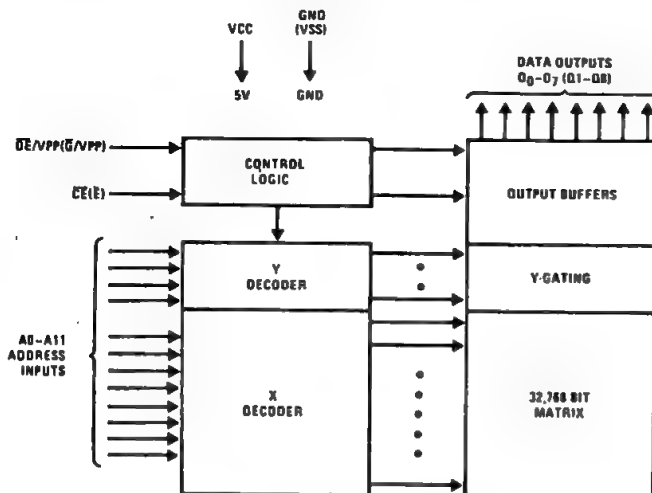 VCC
GND
(VSS)
5V
GND
DATA OUTPUTS
O0–O7 (Q1–Q8)
OE/VPP(G/VPP)
CE(E)
CONTROL
LOGIC
OUTPUT BUFFERS
Y
DECODER
Y-GATING
A0–A11
ADDRESS
INPUTS
X
DECODER
32,768 BIT
MATRIX